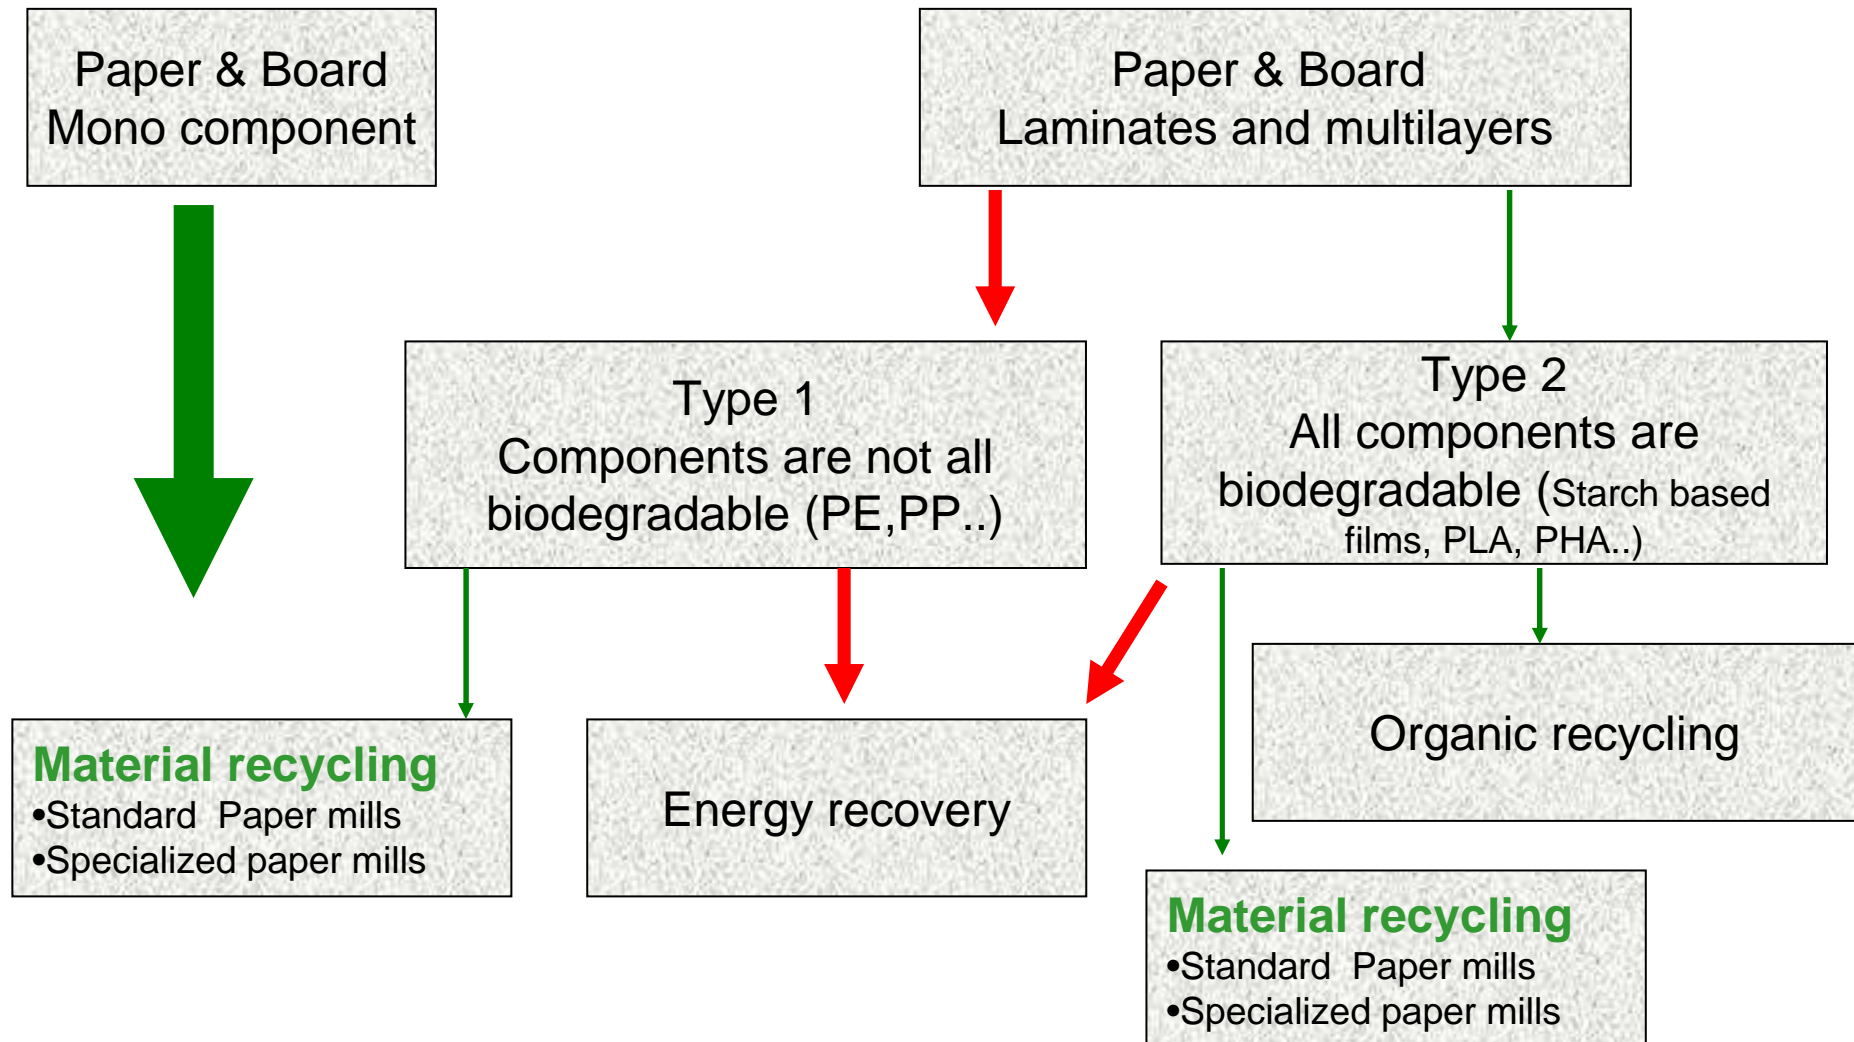 Paper & Board
Mono component
Paper & Board
Laminates and multilayers
Type 1
Components are not all
biodegradable (PE,PP..)
Type 2
All components are
biodegradable (Starch based
films, PLA, PHA..)
Material recycling
•Standard  Paper mills
•Specialized paper mills
Energy recovery
Organic recycling
Material recycling
•Standard  Paper mills
•Specialized paper mills